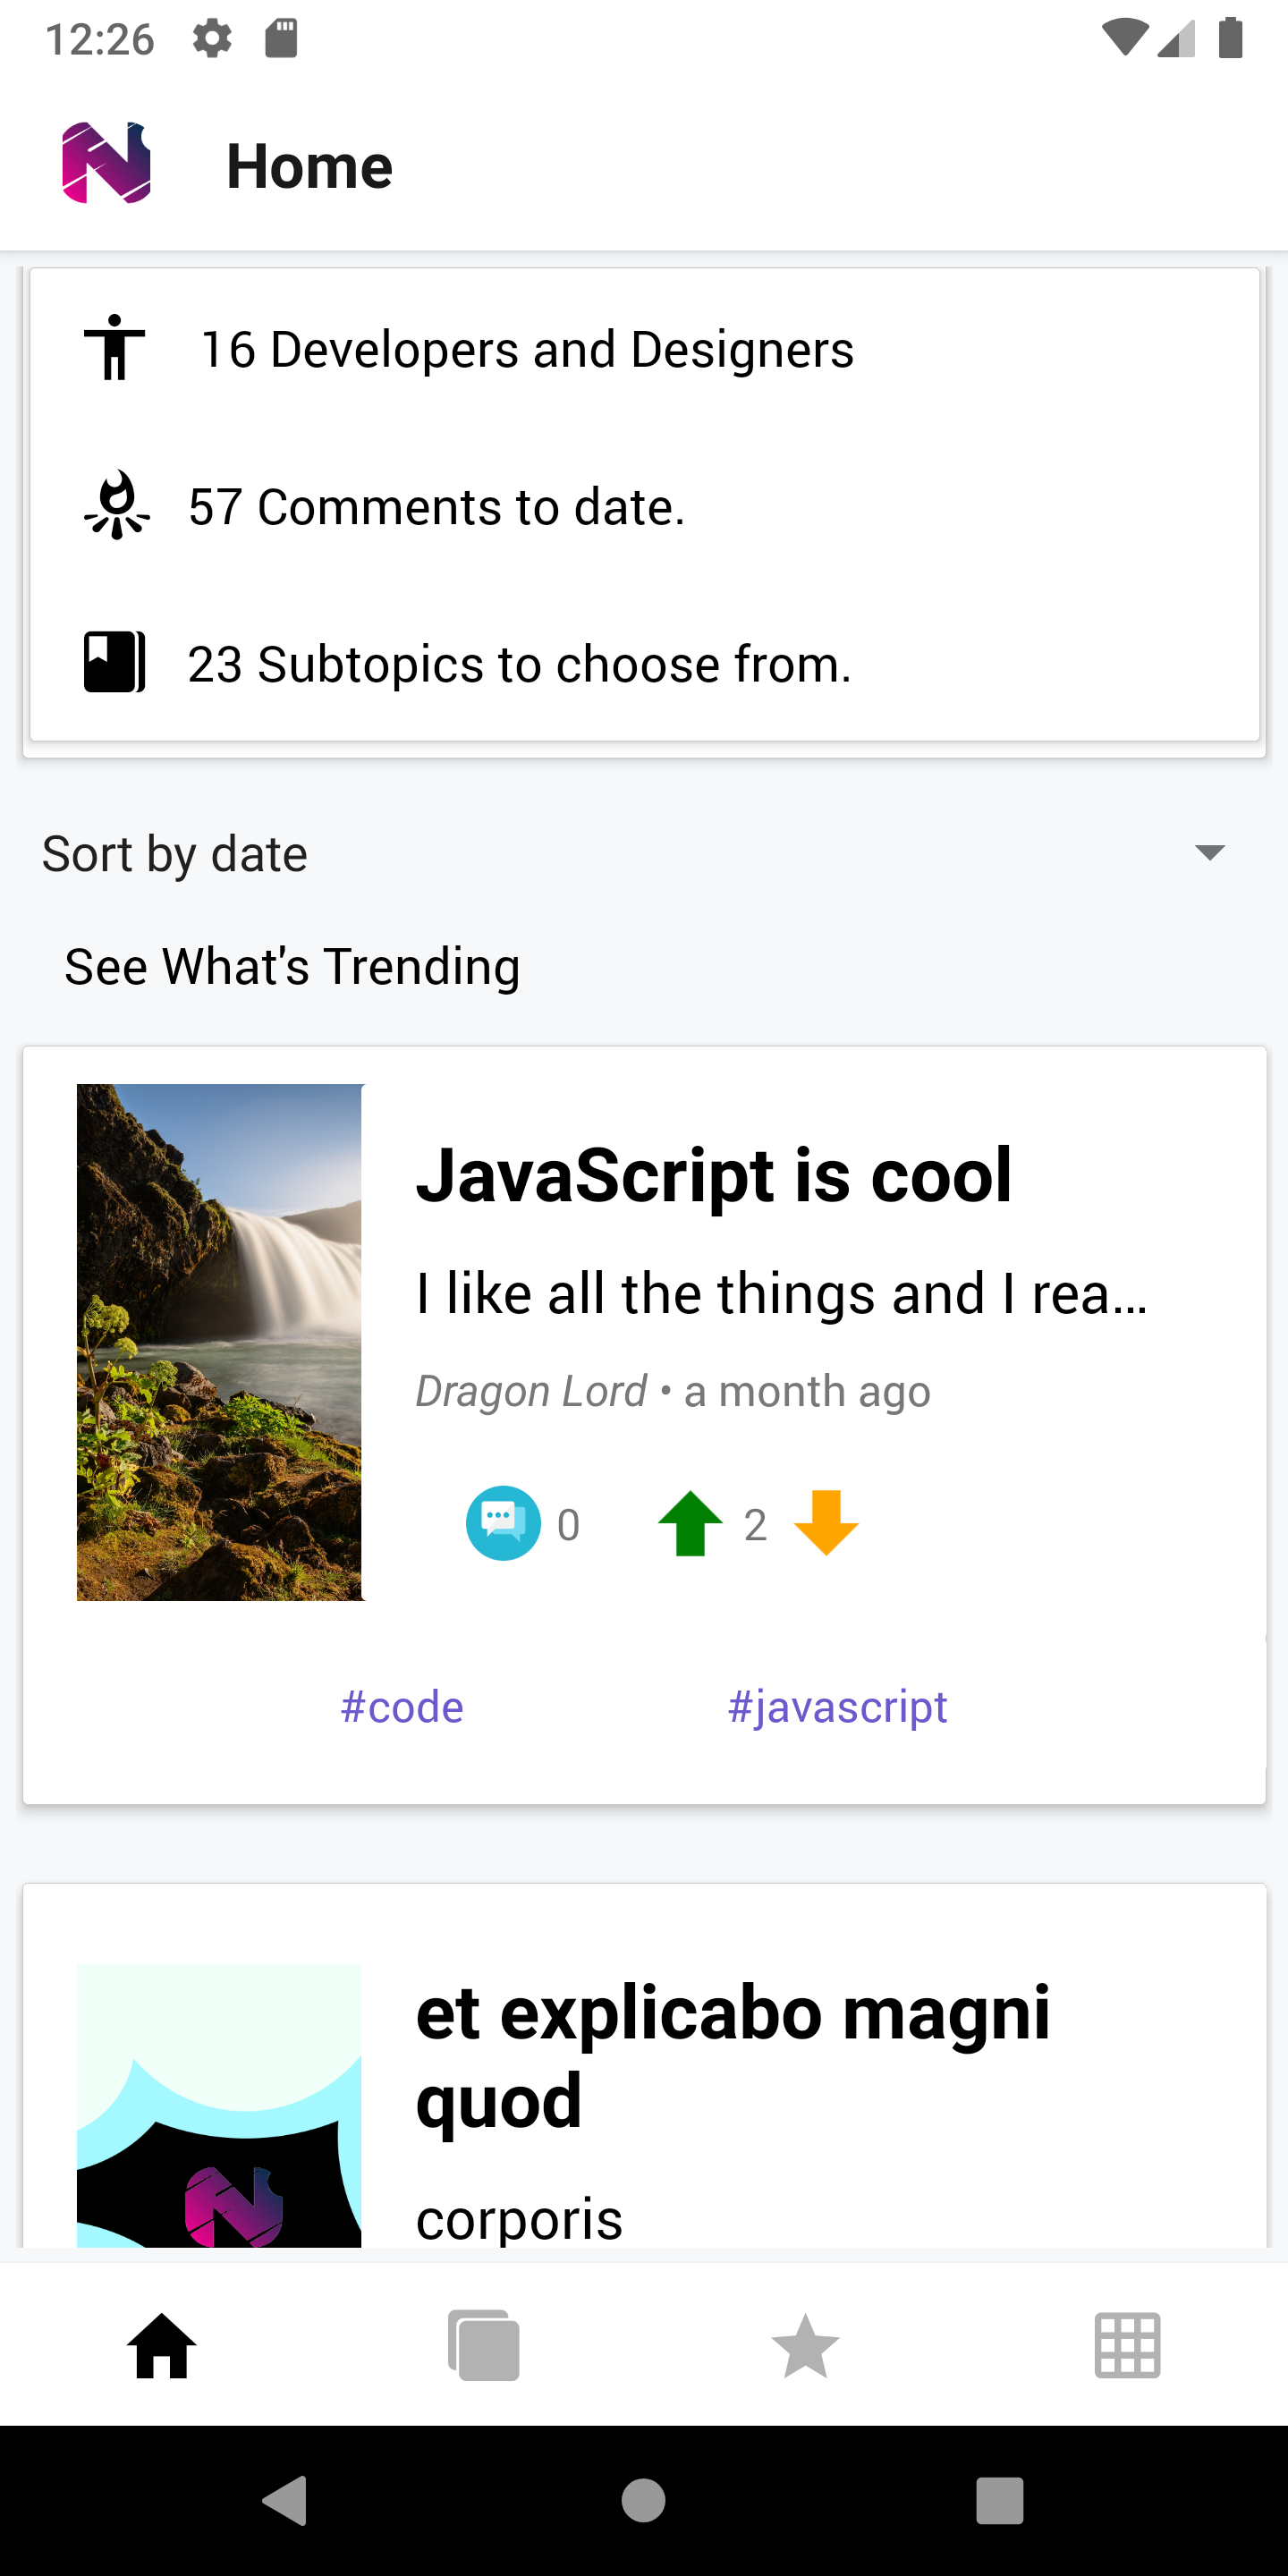 12:26
Home
16 Developers and Designers
57 Comments to date.
23 Subtopics to choose from.
Sort by date
See What's Trending
JavaScript is cool
I like all the things and I rea...
Dragon Lord • a month ago
0 2
#code #javascript
et explicabo magni
quod
corporis